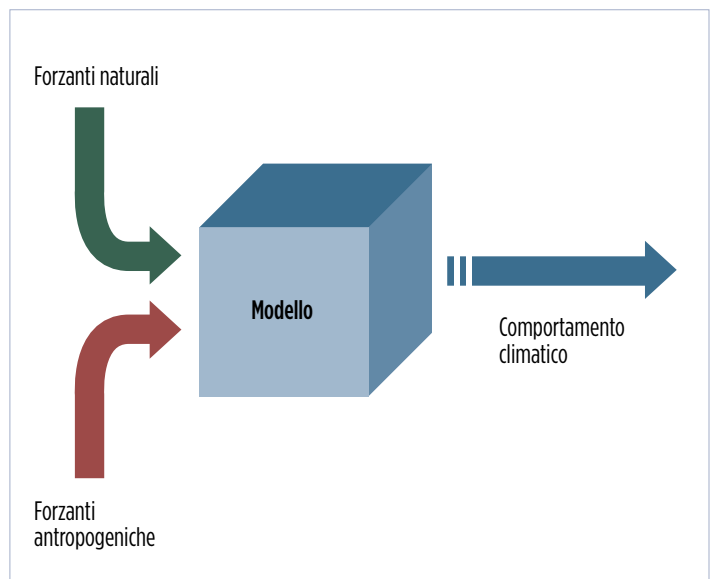 Forzanti naturali
Modello
Comportamento
climatico
Forzanti
antropogeniche